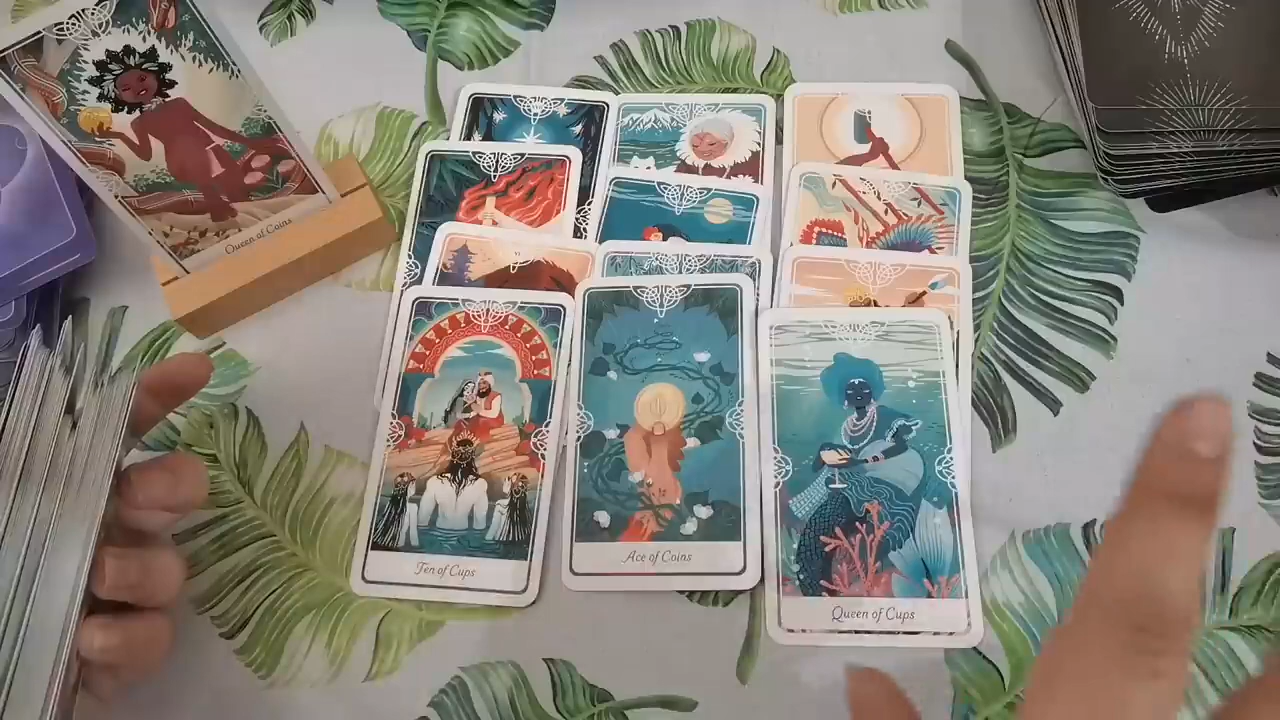 Queen of Coins
Ten of Cups
Ace of Coins
Queen of Cups